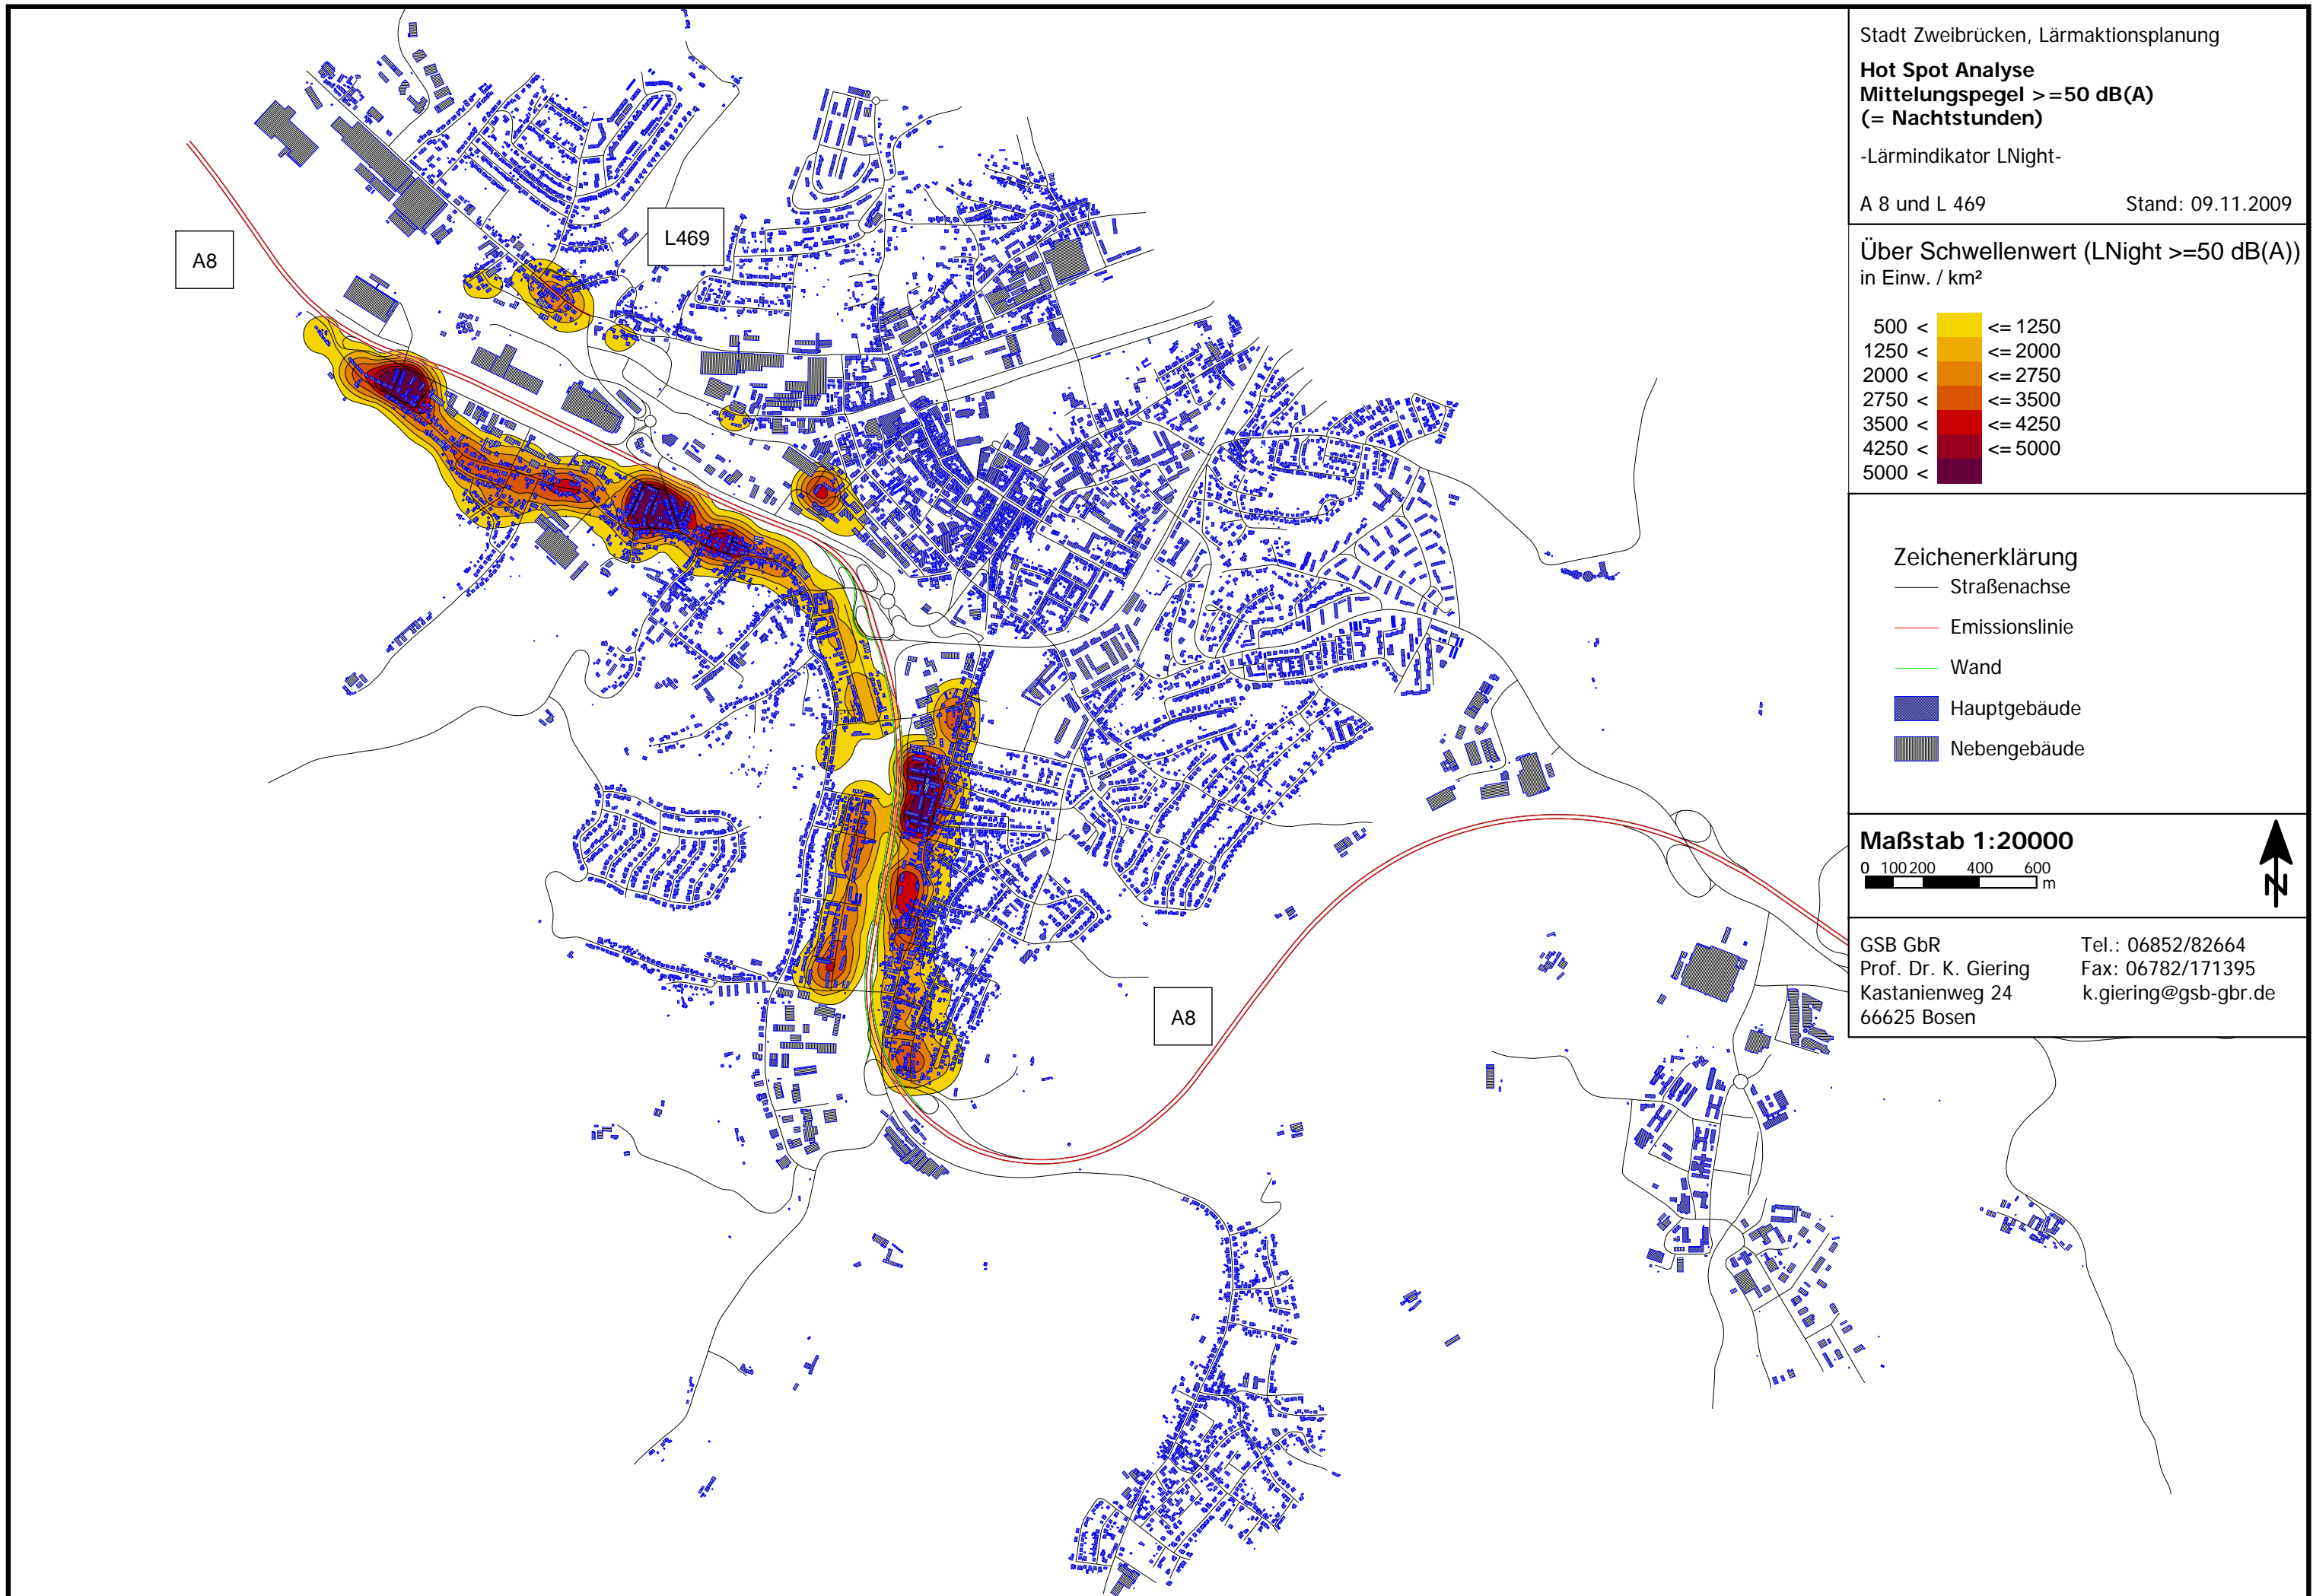 Stadt Zweibrücken, Lärmaktionsplanung
Hot Spot Analyse
Mittelungspegel >=50 dB(A)
(= Nachtstunden)
-Lärmindikator LNight-
A 8 und L 469 Stand: 09.11.2009
Über Schwellenwert (LNight >=50 dB(A))
in Einw. / km²
500 < <= 1250
1250 < <= 2000
2000 < <= 2750
2750 < <= 3500
3500 < <= 4250
4250 < <= 5000
5000 <
Zeichenerklärung
Straßenachse
Emissionslinie
Wand
Hauptgebäude
Nebengebäude
Maßstab 1:20000
0 100 200 400 600
m
N
GSB GbR Tel.: 06852/82664
Prof. Dr. K. Giering Fax: 06782/171395
Kastanienweg 24 k.giering@gsb-gbr.de
66625 Bosen
L469
A8
A8